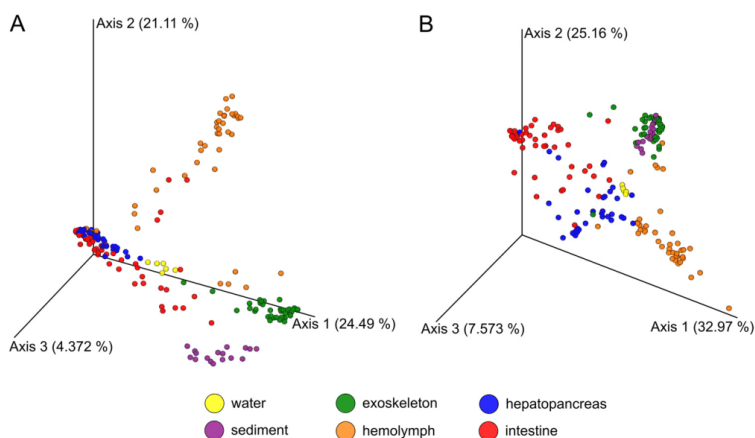 A
Axis 2 (21.11 %)
Axis 1 (24.49 %)
Axis 3 (4.372 %)
B
Axis 2 (25.16 %)
Axis 3 (7.573 %)
Axis 1 (32.97 %)
water
exoskeleton
hepatopancreas
sediment
hemolymph
intestine